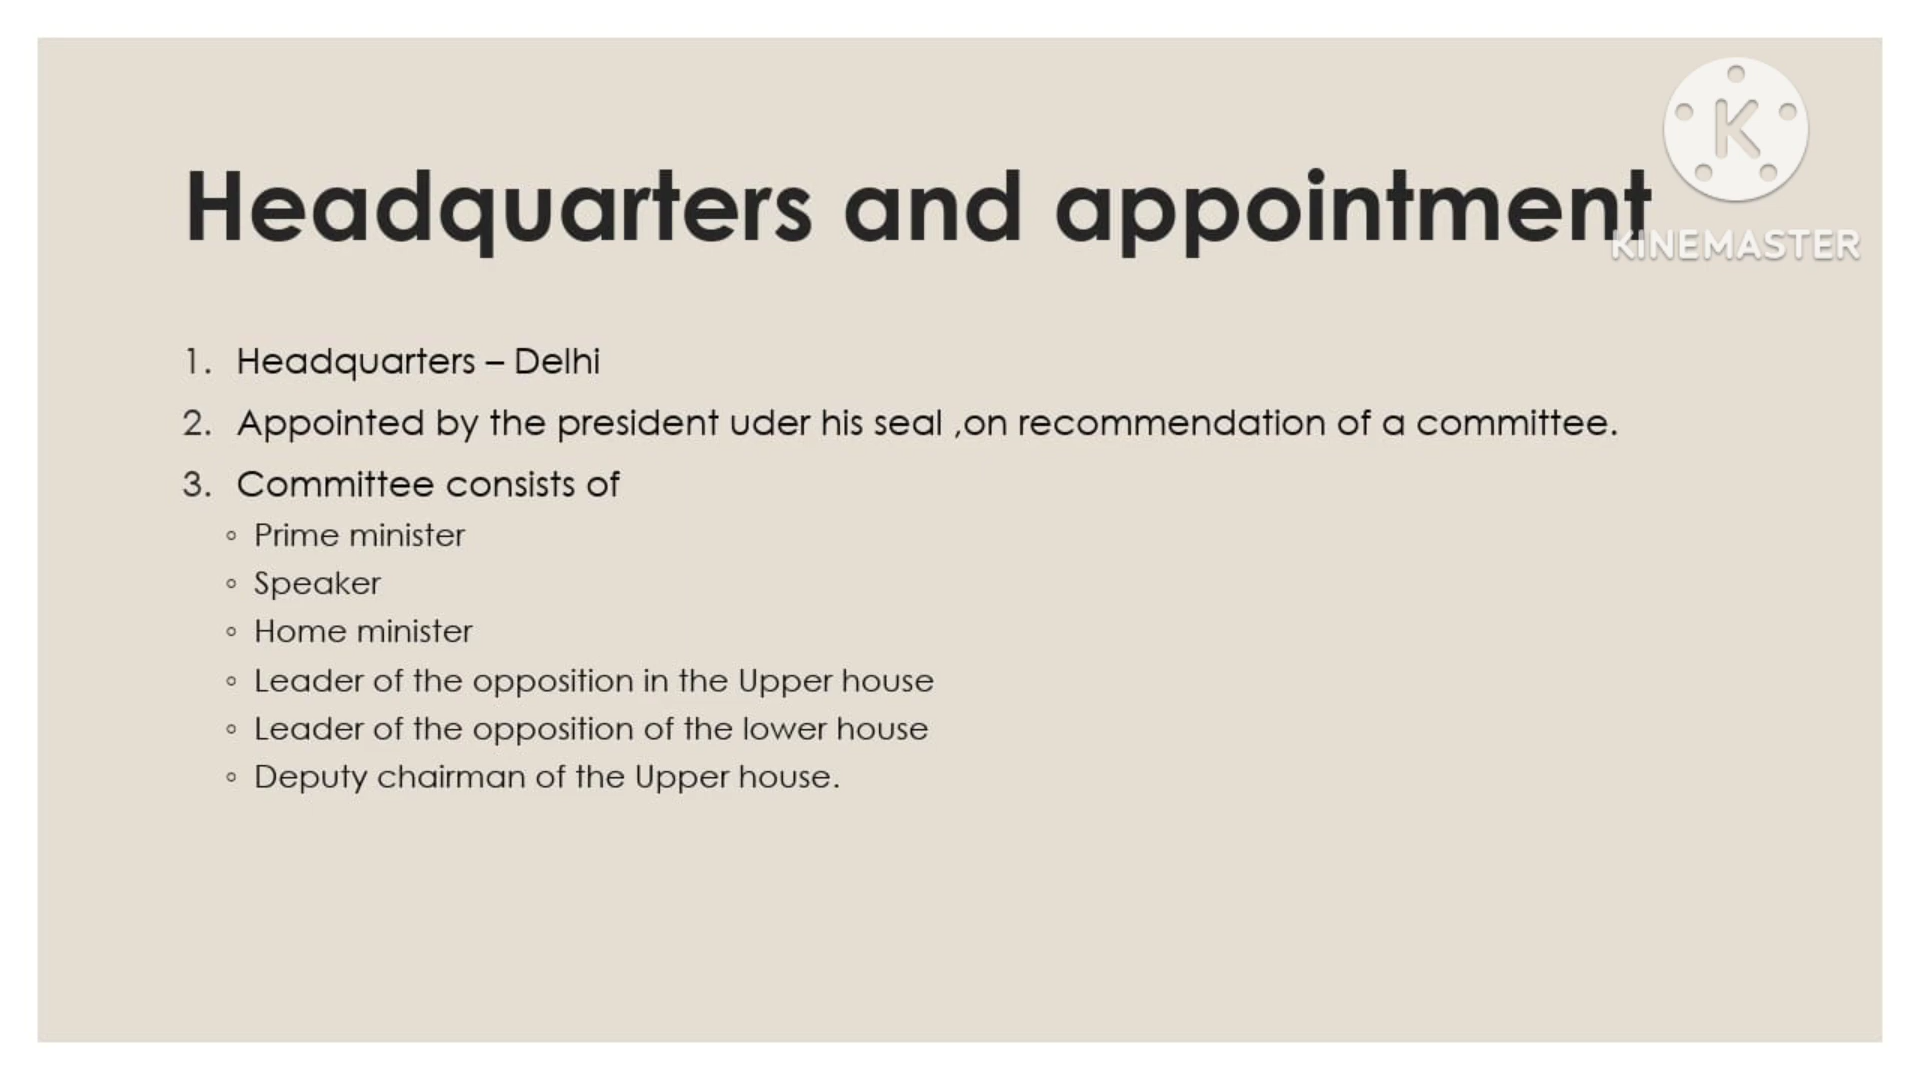 Headquarters and appointment
K
KINEMASTER
1. Headquarters – Delhi
2. Appointed by the president uder his seal ,on recommendation of a committee.
3. Committee consists of
◦ Prime minister
◦ Speaker
◦ Home minister
◦ Leader of the opposition in the Upper house
◦ Leader of the opposition of the lower house
◦ Deputy chairman of the Upper house.